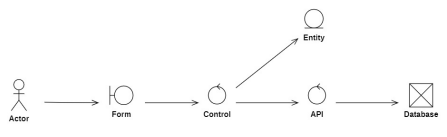 Entity
Actor
Form
Control
API
Database